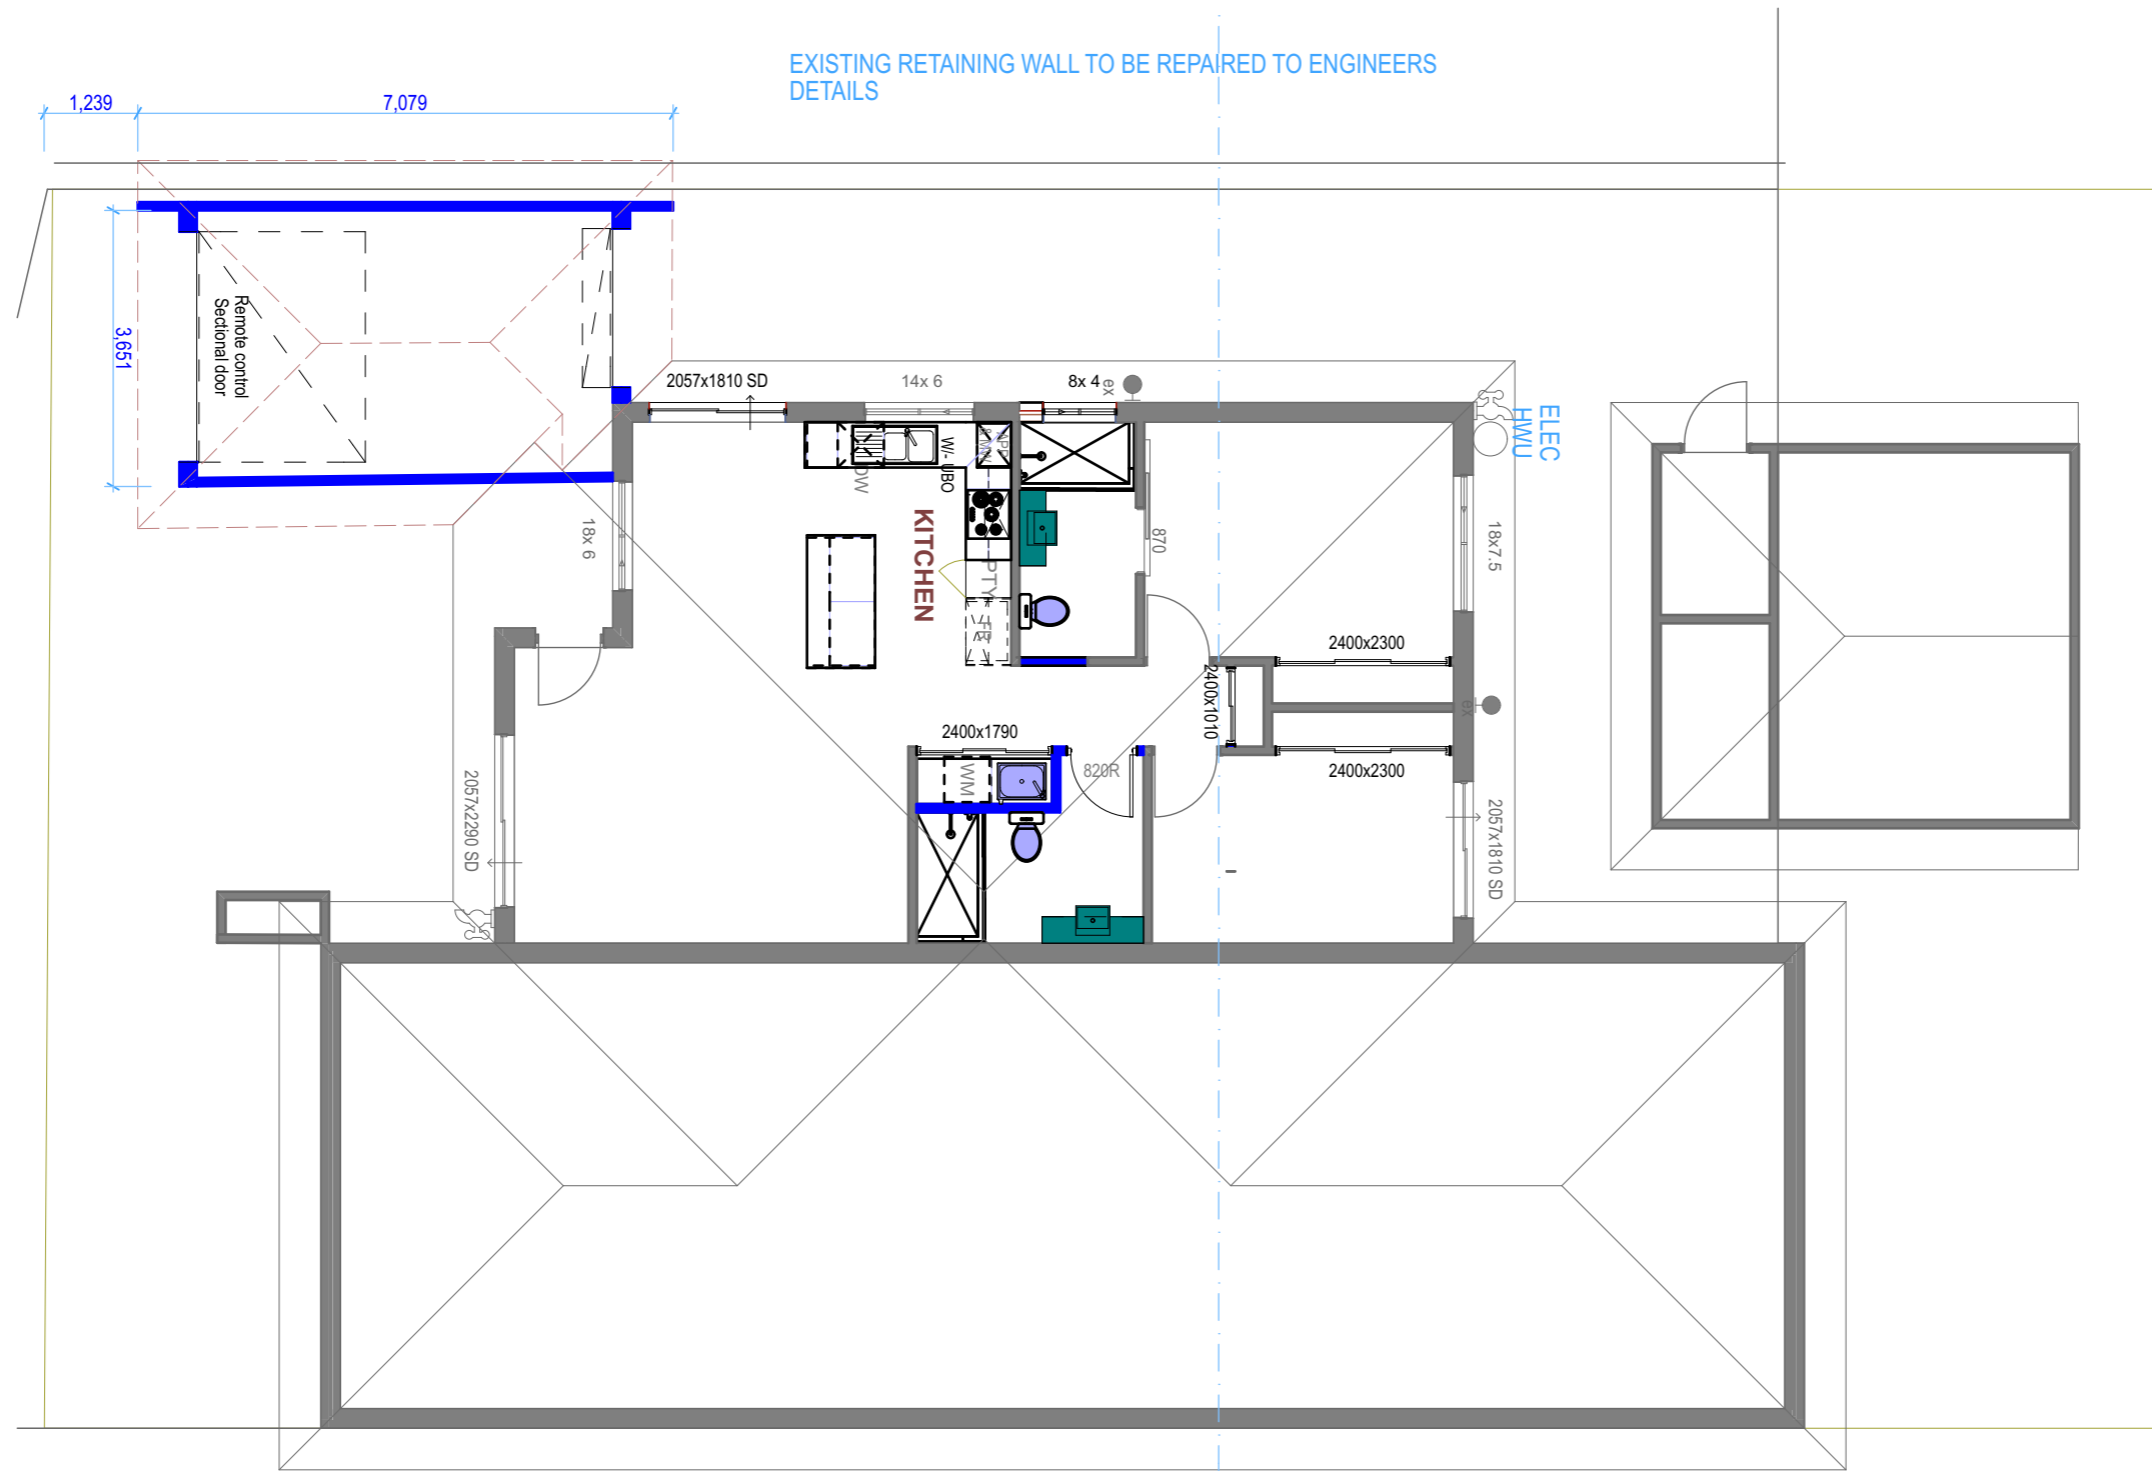 EXISTING RETAINING WALL TO BE REPAIRED TO ENGINEERS
DETAILS
1,239
7,079
3,651
Remote control
Sectional door
2057x1810 SD
14x 6
8x 4
ex
ELEC
HWU
W/- UBO
DW
KITCHEN
PTY
FR
18x 6
870
18x7.5
2400x2300
2400x1010
ex
2400x1790
2400x2300
WM
820R
2057x2290 SD
2057x1810 SD